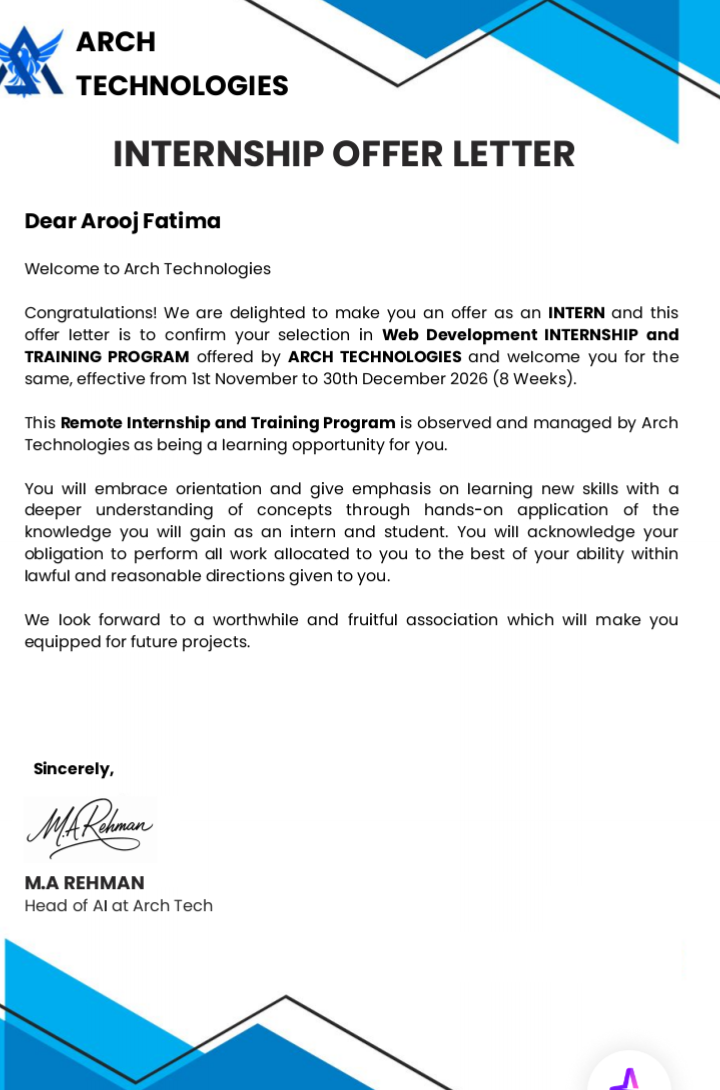 ARCH
TECHNOLOGIES
INTERNSHIP OFFER LETTER
Dear Arooj Fatima
Welcome to Arch Technologies
Congratulations! We are delighted to make you an offer as an INTERN and this
offer letter is to confirm your selection in Web Development INTERNSHIP and
TRAINING PROGRAM offered by ARCH TECHNOLOGIES and welcome you for the
same, effective from 1st November to 30th December 2026 (8 Weeks).
This Remote Internship and Training Program is observed and managed by Arch
Technologies as being a learning opportunity for you.
You will embrace orientation and give emphasis on learning new skills with a
deeper understanding of concepts through hands-on application of the
knowledge you will gain as an intern and student. You will acknowledge your
obligation to perform all work allocated to you to the best of your ability within
lawful and reasonable directions given to you.
We look forward to a worthwhile and fruitful association which will make you
equipped for future projects.
Sincerely,
M.A Rehman
M.A REHMAN
Head of AI at Arch Tech